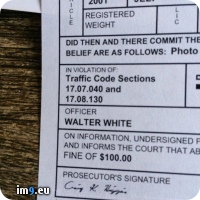 2001
REGISTERED
WEIGHT
LIC
DID THEN AND THERE COMMIT THE
BELIEF ARE AS FOLLOWS: Photo
IN VIOLATION OF:
Traffic Code Sections
17.07.040 and
17.08.130
OFFICER
WALTER WHITE
ON INFORMATION, UNDERSIGNED
AND INFORMS THE COURT THAT
FINE OF $100.00
PROSECUTOR'S SIGNATURE
im9.eu